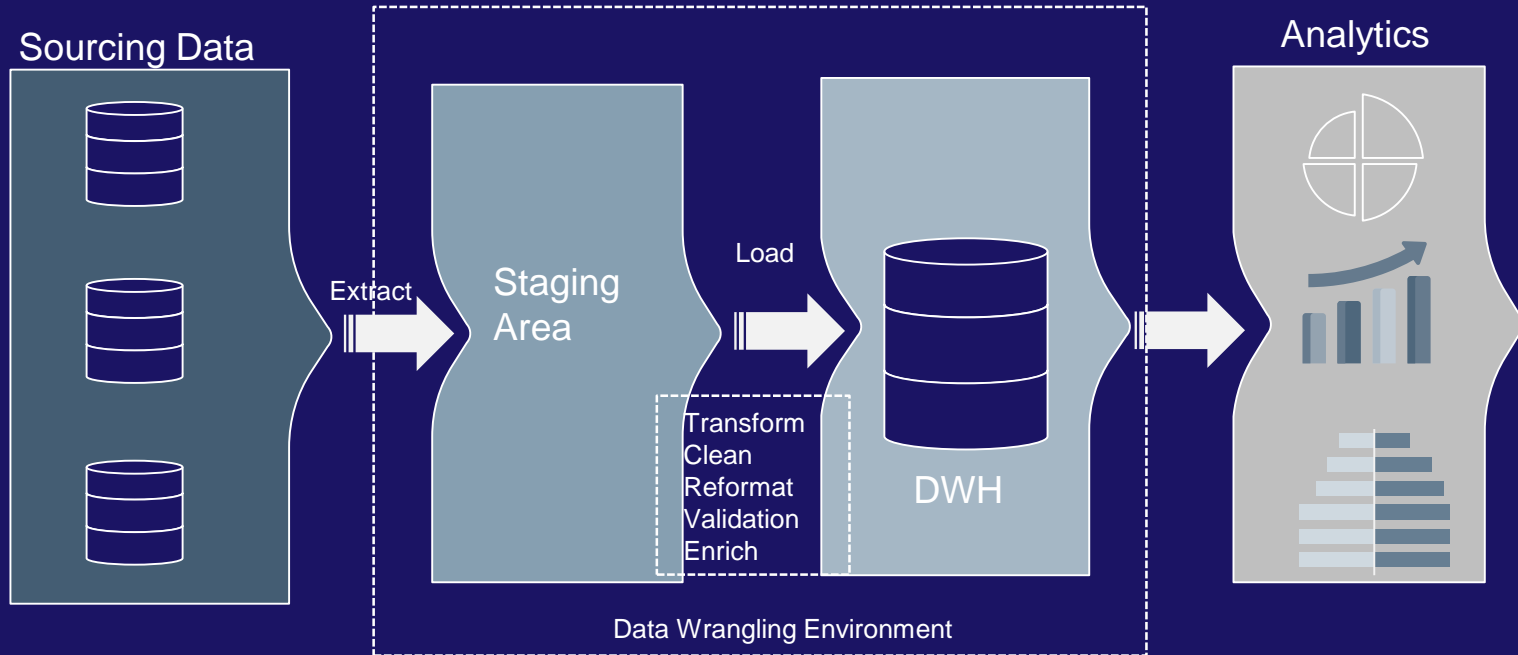 Sourcing Data
Analytics
Extract
Staging
Area
Load
Transform
Clean
Reformat
Validation
Enrich
DWH
Data Wrangling Environment